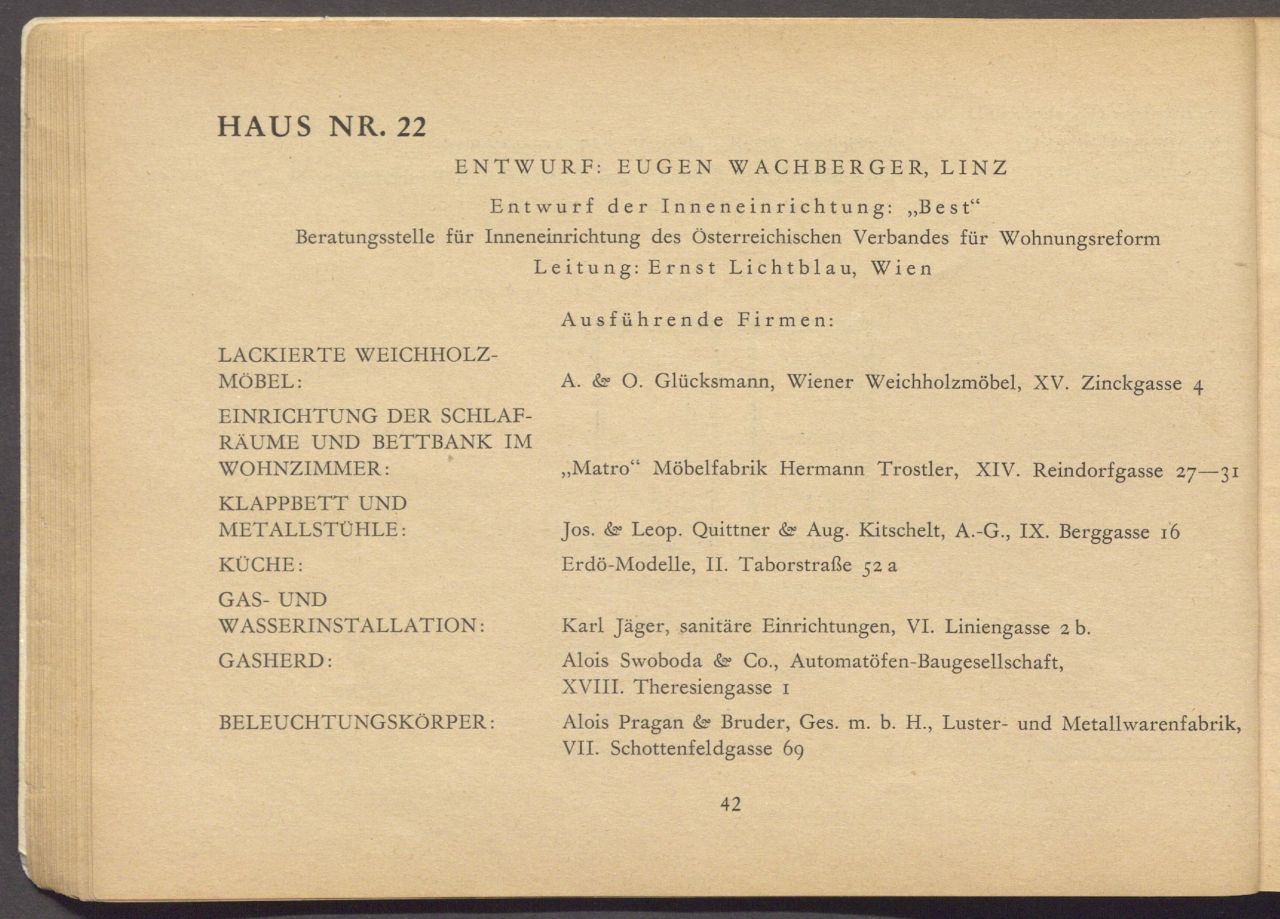 HAUS NR. 22
ENTWURF: EUGEN WACHBERGER, LINZ
Entwurf der Inneneinrichtung: „Best“
Beratungsstelle für Inneneinrichtung des Österreichischen Verbandes für Wohnungsreform
Leitung: Ernst Lichtblau, Wien
Ausführende Firmen:
LACKIERTE WEICHHOLZ-
MÖBEL: A. & O. Glücksmann, Wiener Weichholzmöbel, XV. Zinckgasse 4
EINRICHTUNG DER SCHLAF-
RÄUME UND BETTBANK IM
WOHNZIMMER: „Matro“ Möbelfabrik Hermann Trostler, XIV. Reindorfgasse 27—31
KLAPPBETT UND
METALLSTÜHLE: Jos. & Leop. Quittner & Aug. Kitschelt, A.-G., IX. Berggasse 16
KÜCHE: Erdö-Modelle, II. Taborstraße 52 a
GAS- UND
WASSERINSTALLATION: Karl Jäger, sanitäre Einrichtungen, VI. Liniengasse 2 b.
GASHERD: Alois Swoboda & Co., Automatöfen-Baugesellschaft,
XVIII. Theresiengasse 1
BELEUCHTUNGSKÖRPER: Alois Pragan & Bruder, Ges. m. b. H., Luster- und Metallwarenfabrik,
VII. Schottenfeldgasse 69
42